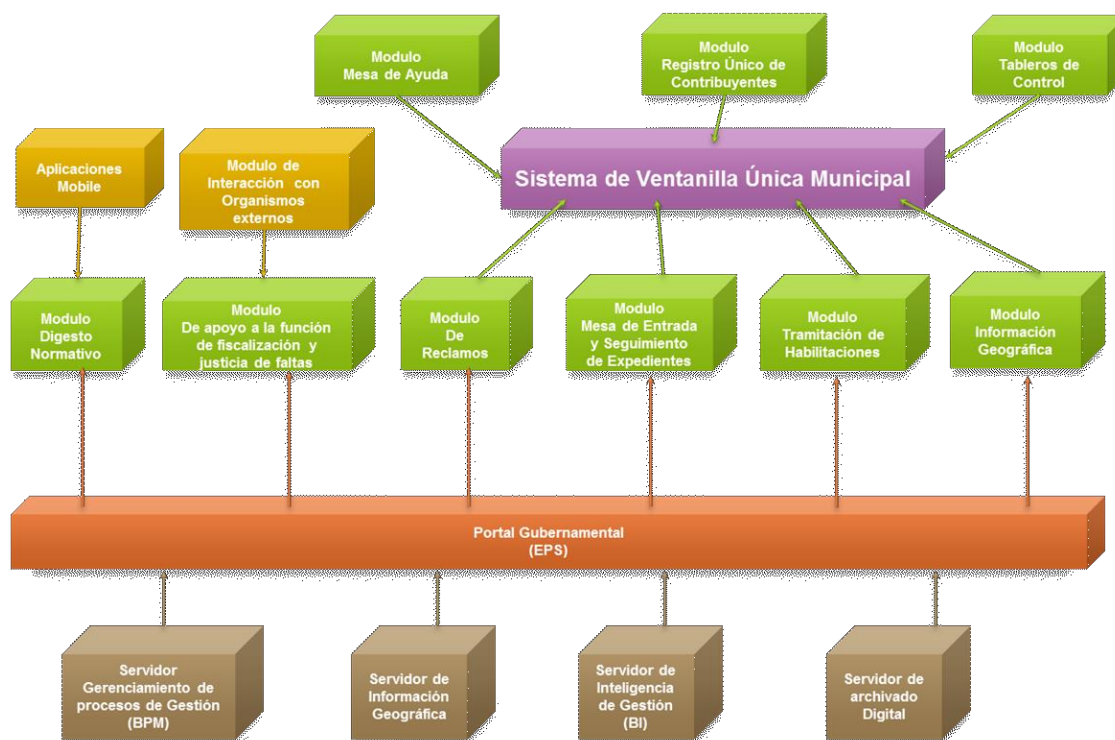 Modulo
Mesa de Ayuda
Modulo
Registro Único de
Contribuyentes
Modulo
Tableros de
Control
Aplicaciones
Mobile
Modulo de
Interacción con
Organismos
externos
Sistema de Ventanilla Única Municipal
Modulo
Digesto
Normativo
Modulo
De apoyo a la función
de fiscalización y
justicia de faltas
Modulo
De
Reclamos
Modulo
Mesa de Entrada
y Seguimiento
de Expedientes
Modulo
Tramitación de
Habilitaciones
Modulo
Información
Geográfica
Portal Gubernamental
(EPS)
Servidor
Gerenciamiento de
procesos de Gestión
(BPM)
Servidor de
Información
Geográfica
Servidor de
Inteligencia
de Gestión
(BI)
Servidor de
archivado
Digital